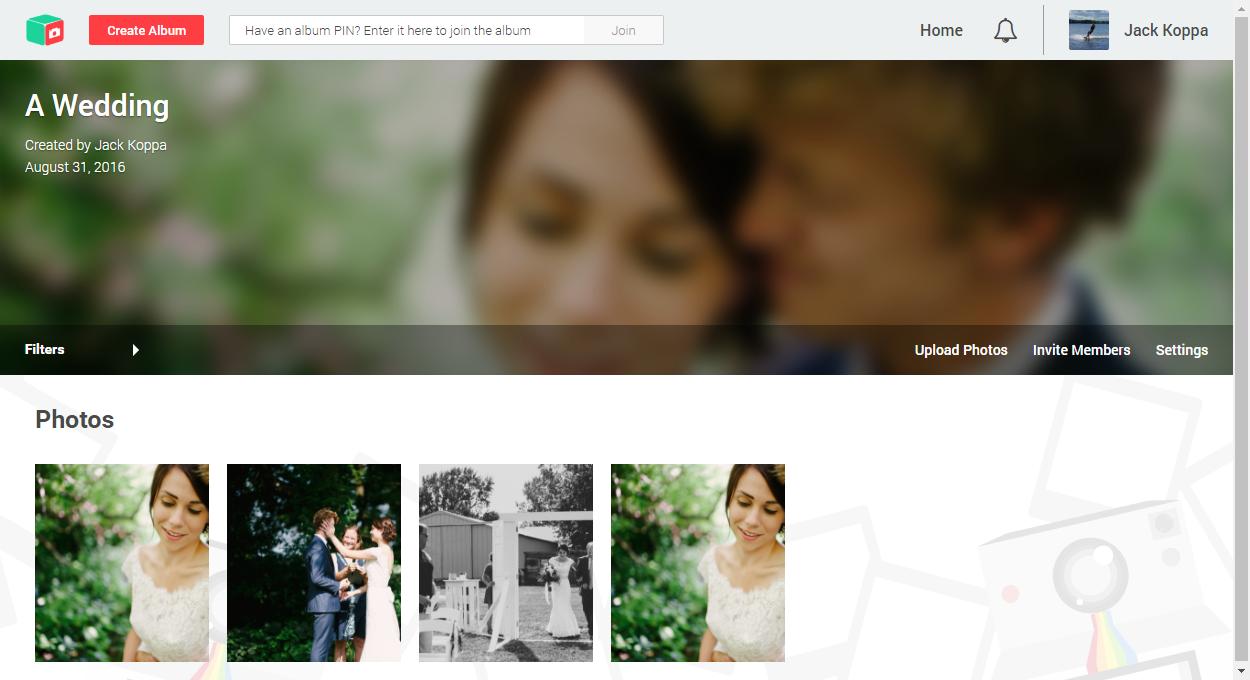 Create Album
Have an album PIN? Enter it here to join the album
Join
Home
Jack Koppa
A Wedding
Created by Jack Koppa
August 31, 2016
Filters
Upload Photos
Invite Members
Settings
Photos